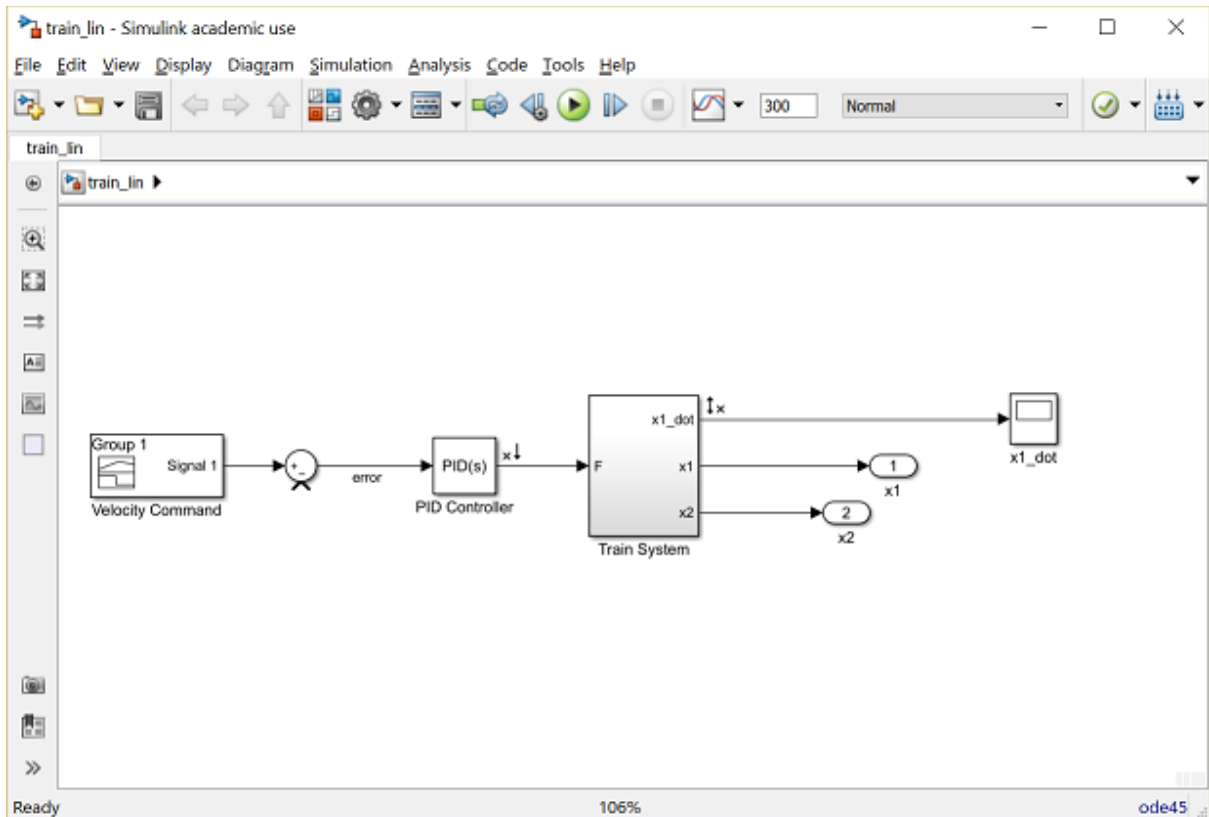 train_lin - Simulink academic use
File Edit View Display Diagram Simulation Analysis Code Tools Help
300 Normal
train_lin
train_lin
Group 1
Signal 1
Velocity Command
+
-
error
PID(s)
PID Controller
F
x1_dot
x1
x2
Train System
x1_dot
1
x1
2
x2
Ready 106% ode45